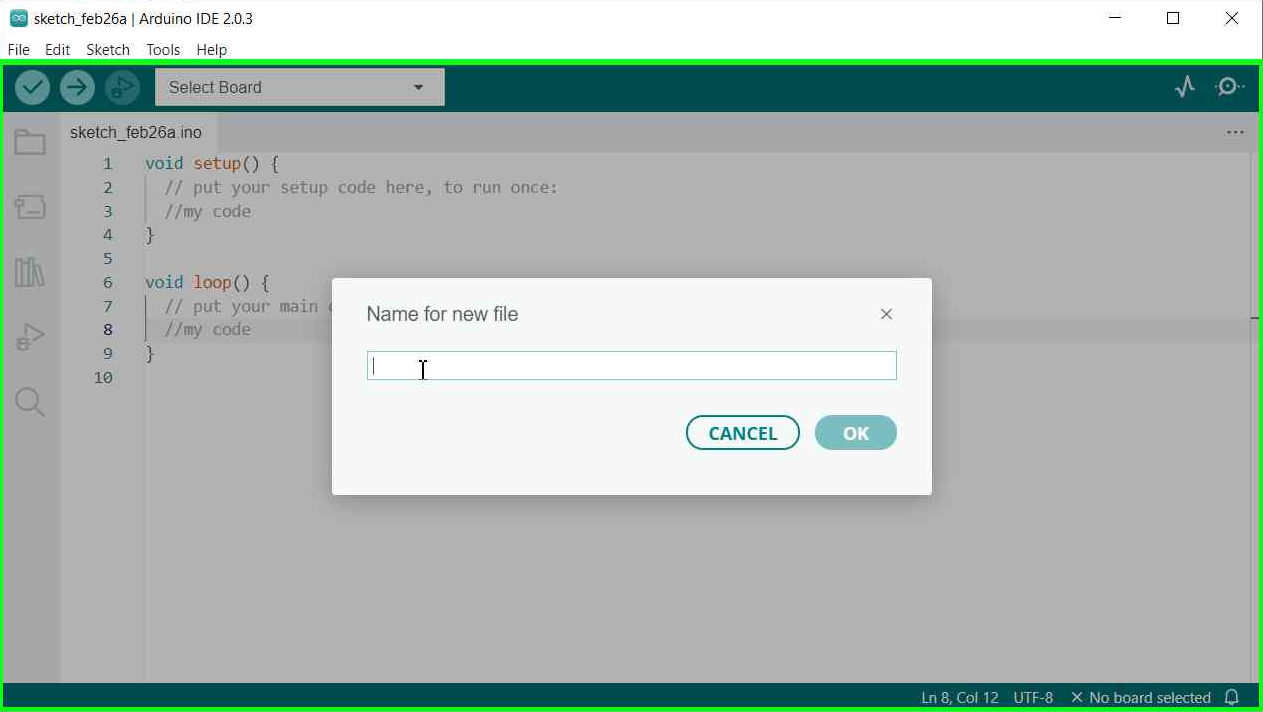 sketch_feb26a | Arduino IDE 2.0.3
File Edit Sketch Tools Help
Select Board
sketch_feb26a.ino
1 void setup() {
2 // put your setup code here, to run once:
3 //my code
4 }
5
6 void loop() {
7 // put your main
8 //my code
9 }
10
Name for new file
CANCEL OK
Ln 8, Col 12 UTF-8 No board selected